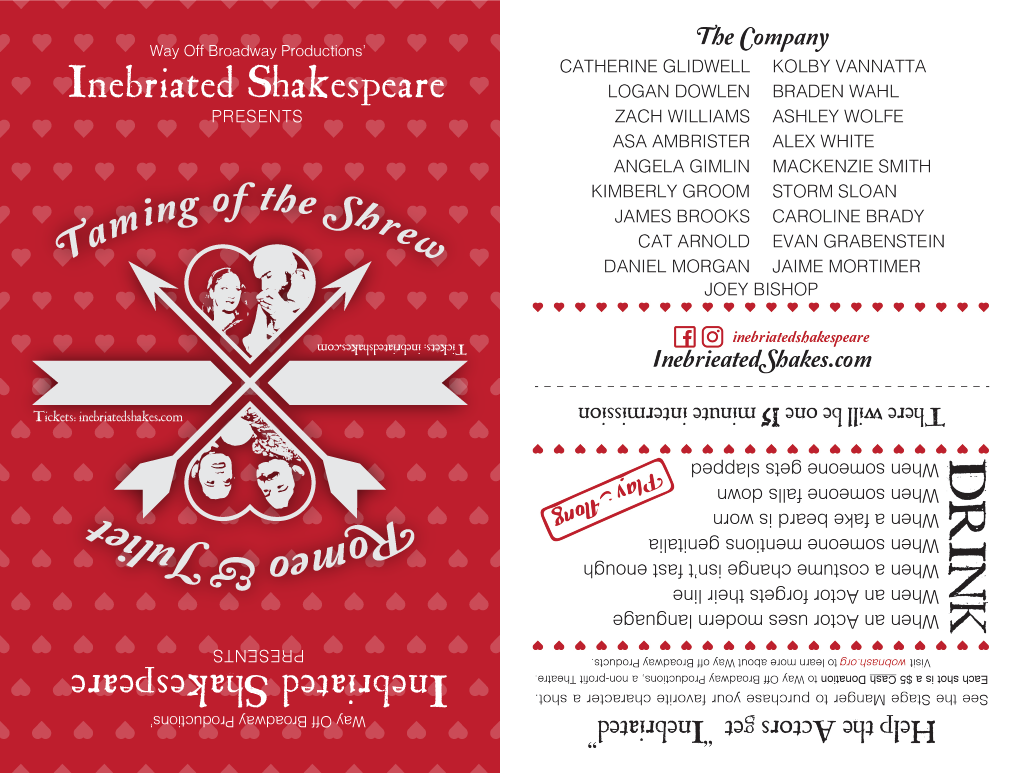 Way Off Broadway Productions'
Inebriated Shakespeare
PRESENTS
Taming of the Shrew
Tickets: inebriatedshakes.com
Tickets: inebriatedshakes.com
Romeo & Juliet
Way Off Broadway Productions'
Inebriated Shakespeare
PRESENTS
The Company
CATHERINE GLIDWELL KOLBY VANNATTA
LOGAN DOWLEN BRADEN WAHL
ZACH WILLIAMS ASHLEY WOLFE
ASA AMBRISTER ALEX WHITE
ANGELA GIMLIN MACKENZIE SMITH
KIMBERLY GROOM STORM SLOAN
JAMES BROOKS CAROLINE BRADY
CAT ARNOLD EVAN GRABENSTEIN
DANIEL MORGAN JAIME MORTIMER
JOEY BISHOP
inebriatedshakespeare
InebrieatedShakes.com
Help the Actors get "Inebriated"
See the Stage Manger to purchase your favorite character a shot.
Each shot is a $5 Cash Donation to Way Off Broadway Productions, a non-profit Theatre.
Visit wobnash.org to learn more about Way off Broadway Products.
DRINK
When an Actor uses modern language
When an Actor forgets their line
When a costume change isn't fast enough
When someone mentions genitalia
When a fake beard is worn
When someone falls down
When someone gets slapped
Play Along
There will be one 15 minute intermission